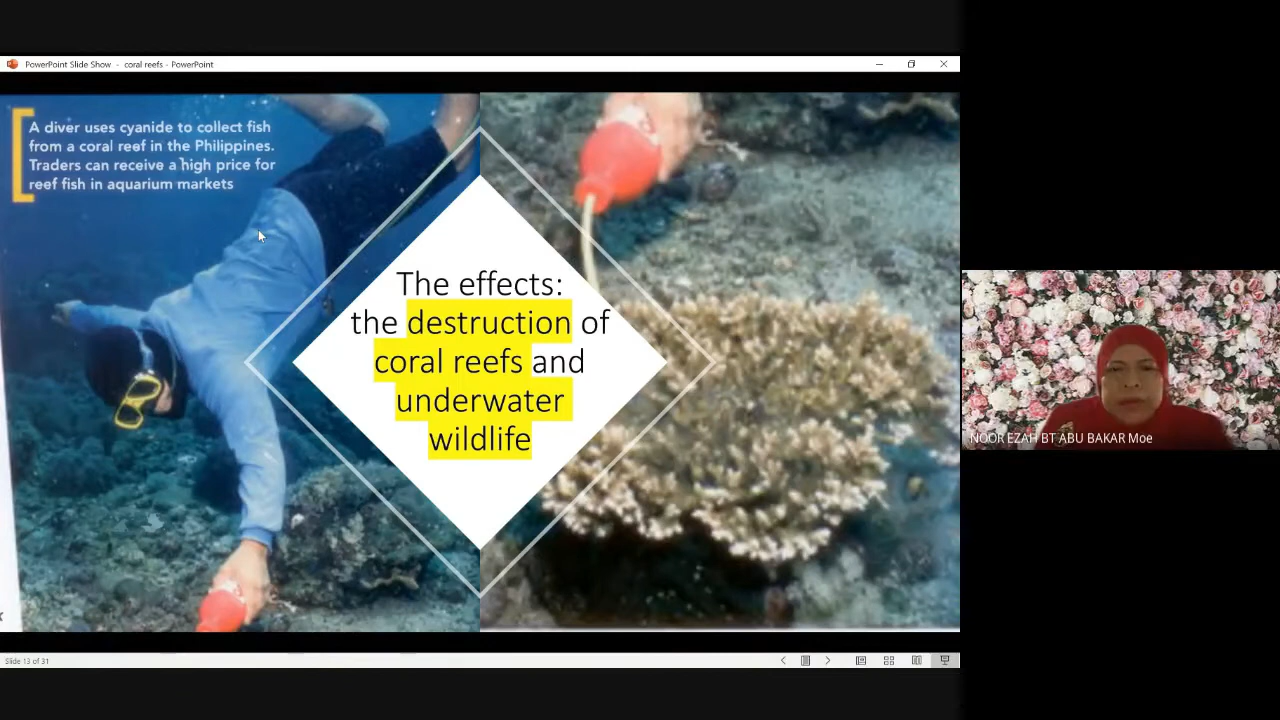 PowerPoint Slide Show - coral reefs - PowerPoint
A diver uses cyanide to collect fish
from a coral reef in the Philippines.
Traders can receive a high price for
reef fish in aquarium markets
The effects:
the destruction of
coral reefs and
underwater
wildlife
NOOR EZAH BT ABU BAKAR Moe
Slide 13 of 31